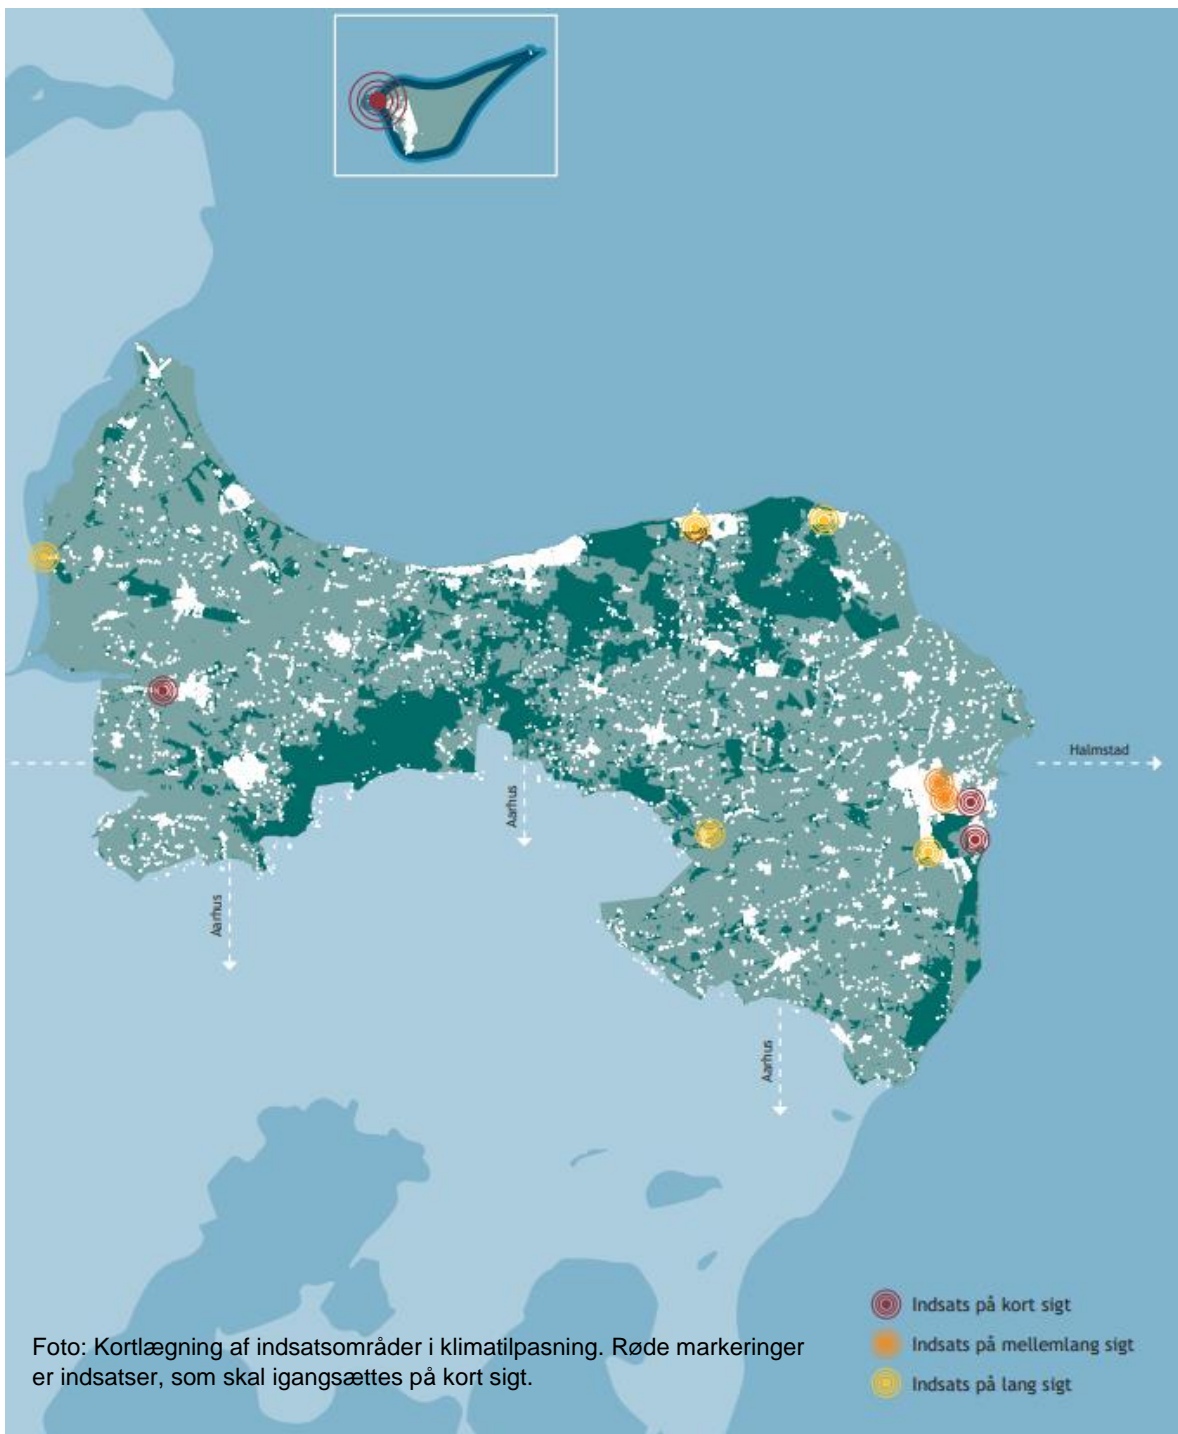 Halmstad
Aarhus
Aarhus
Aarhus
Indsats på kort sigt
Indsats på mellemlang sigt
Indsats på lang sigt
Foto: Kortlægning af indsatsområder i klimatilpasning. Røde markeringer
er indsatser, som skal igangsættes på kort sigt.